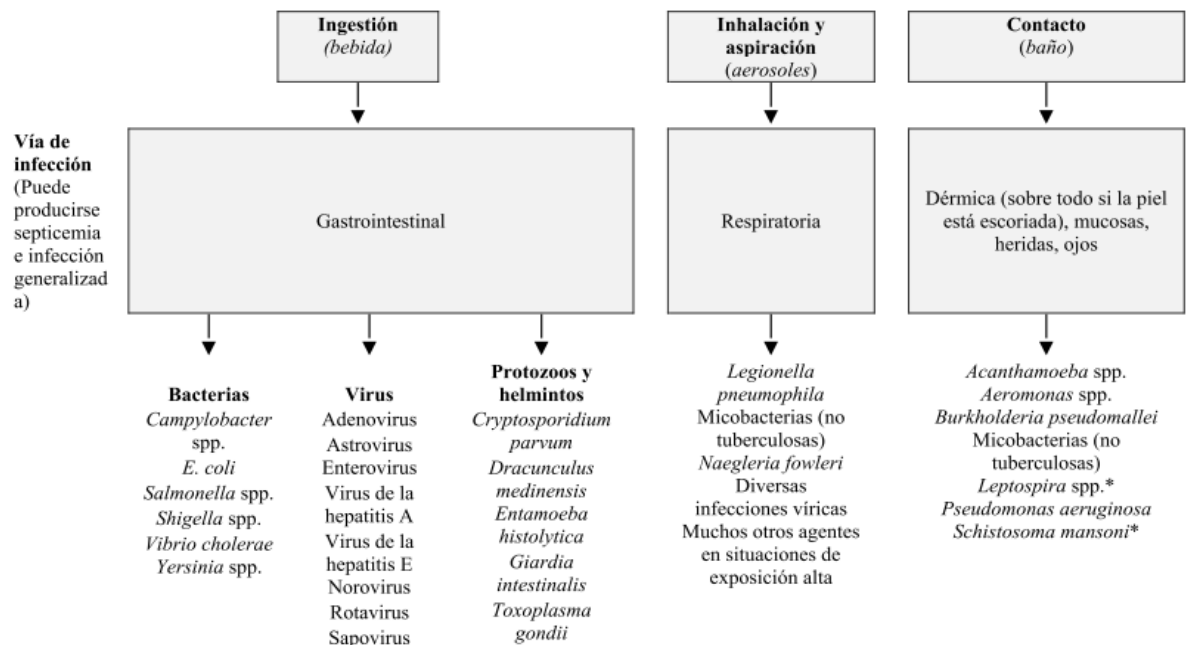 Ingestión
(bebida)
Inhalación y
aspiración
(aerosoles)
Contacto
(baño)
Vía de
infección
(Puede
producirse
septicemia
e infección
generalizad
a)
Gastrointestinal
Respiratoria
Dérmica (sobre todo si la piel
está escoriada), mucosas,
heridas, ojos
Bacterias
Campylobacter
spp.
E. coli
Salmonella spp.
Shigella spp.
Vibrio cholerae
Yersinia spp.
Virus
Adenovirus
Astrovirus
Enterovirus
Virus de la
hepatitis A
Virus de la
hepatitis E
Norovirus
Rotavirus
Sapovirus
Protozoos y
helmintos
Cryptosporidium
parvum
Dracunculus
medinensis
Entamoeba
histolytica
Giardia
intestinalis
Toxoplasma
gondii
Legionella
pneumophila
Micobacterias (no
tuberculosas)
Naegleria fowleri
Diversas
infecciones víricas
Muchos otros agentes
en situaciones de
exposición alta
Acanthamoeba spp.
Aeromonas spp.
Burkholderia pseudomallei
Micobacterias (no
tuberculosas)
Leptospira spp.*
Pseudomonas aeruginosa
Schistosoma mansoni*